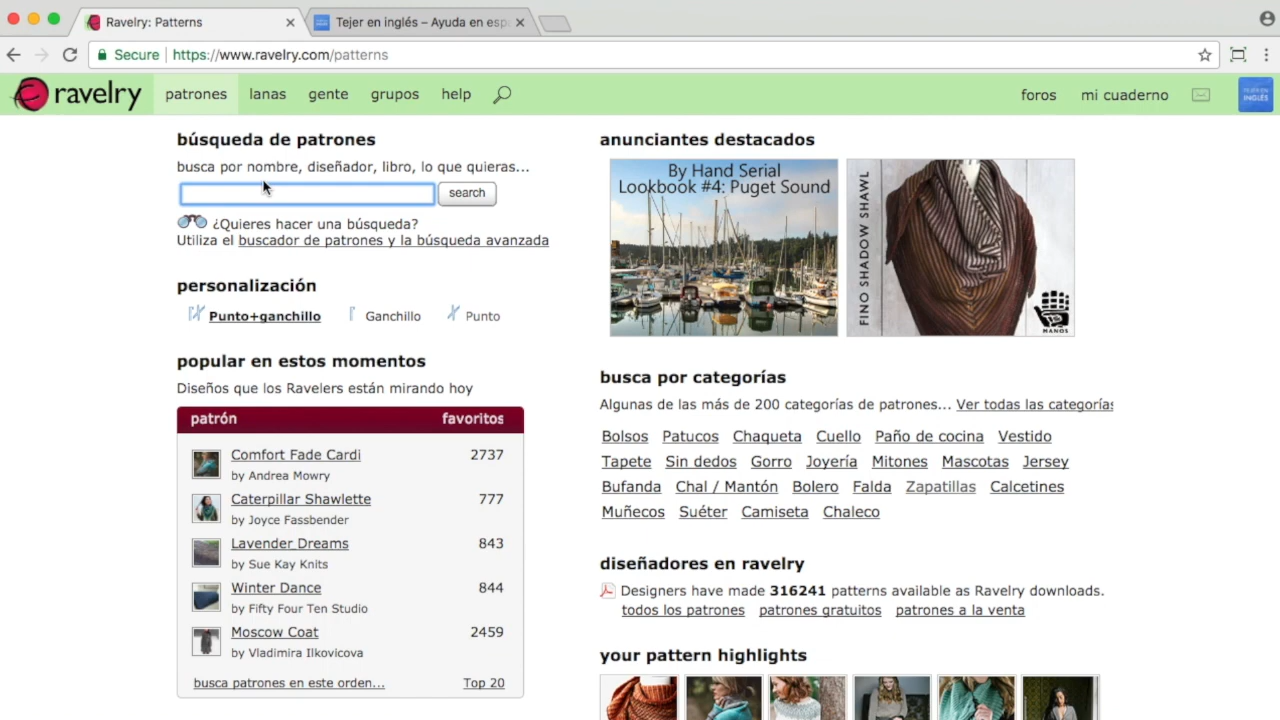 Ravelry: Patterns
Tejer en inglés – Ayuda en esp
Secure
https://www.ravelry.com/patterns
ravelry
patrones
lanas
gente
grupos
help
foros
mi cuaderno
TEJER EN
INGLÉS
búsqueda de patrones
busca por nombre, diseñador, libro, lo que quieras...
search
¿Quieres hacer una búsqueda?
Utiliza el buscador de patrones y la búsqueda avanzada
personalización
Punto+ganchillo
Ganchillo
Punto
popular en estos momentos
Diseños que los Ravelers están mirando hoy
patrón favoritos
Comfort Fade Cardi 2737
by Andrea Mowry
Caterpillar Shawlette 777
by Joyce Fassbender
Lavender Dreams 843
by Sue Kay Knits
Winter Dance 844
by Fifty Four Ten Studio
Moscow Coat 2459
by Vladimira Ilkovicova
busca patrones en este orden... Top 20
anunciantes destacados
By Hand Serial
Lookbook #4: Puget Sound
FINO SHADOW SHAWL
MANOS
busca por categorías
Algunas de las más de 200 categorías de patrones... Ver todas las categorías
Bolsos Patucos Chaqueta Cuello Paño de cocina Vestido
Tapete Sin dedos Gorro Joyería Mitones Mascotas Jersey
Bufanda Chal / Mantón Bolero Falda Zapatillas Calcetines
Muñecos Suéter Camiseta Chaleco
diseñadores en ravelry
Designers have made 316241 patterns available as Ravelry downloads.
todos los patrones patrones gratuitos patrones a la venta
your pattern highlights